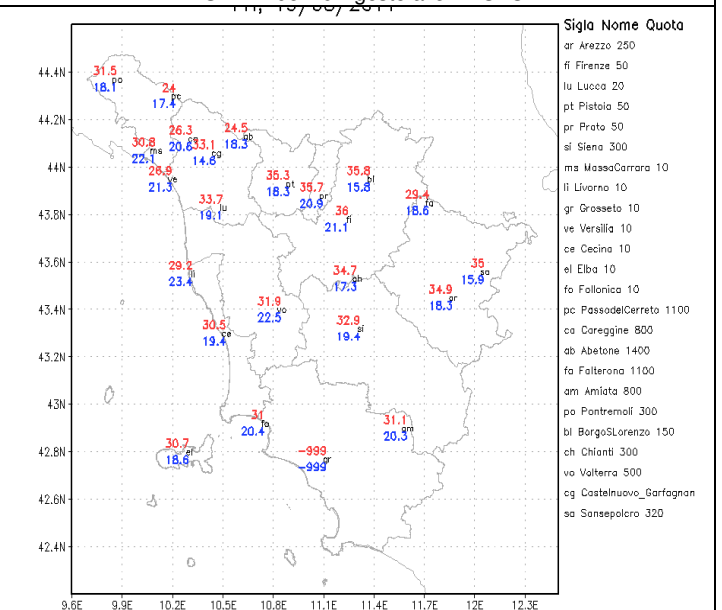 Fri, 19/08/2011
Sigla Nome Quota
ar Arezzo 250
fi Firenze 50
lu Lucca 20
pt Pistoia 50
pr Prato 50
si Siena 300
ms MassaCarrara 10
li Livorno 10
gr Grosseto 10
ve Versilia 10
ce Cecina 10
el Elba 10
fo Follonica 10
pc PassodelCerreto 1100
ca Careggine 800
ab Abetone 1400
fa Falterona 1100
am Amiata 800
po Pontremoli 300
bl BorgoSLorenzo 150
ch Chianti 300
vo Volterra 500
cg Castelnuovo_Garfagnan
sa Sansepolcro 320
44.4N
31.5
po
18.1
24
pc
17.4
44.2N
26.3
ca
20.6
24.5
ab
18.3
30.8
ms
22.1
33.1
cg
14.8
44N
26.9
ve
21.3
35.3
pt
18.3
35.7
pr
20.9
35.8
bl
15.8
29.4
fa
18.6
43.8N
33.7
lu
19.1
36
fi
21.1
43.6N
29.2
li
23.4
34.7
ch
17.3
35
sa
15.9
34.9
ar
18.3
43.4N
31.9
vo
22.5
30.5
ce
19.4
32.9
si
19.4
43.2N
43N
31
fo
20.4
31.1
am
20.3
42.8N
30.7
el
18.6
-999
gr
-999
42.6N
42.4N
9.6E 9.9E 10.2E 10.5E 10.8E 11.1E 11.4E 11.7E 12E 12.3E